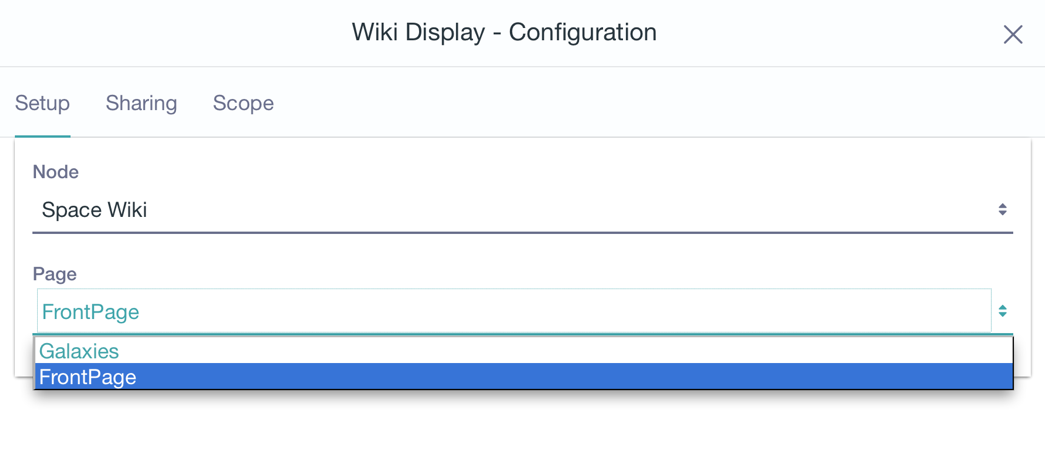 Wiki Display - Configuration
Setup Sharing Scope
Node
Space Wiki
Page
FrontPage
Galaxies
FrontPage